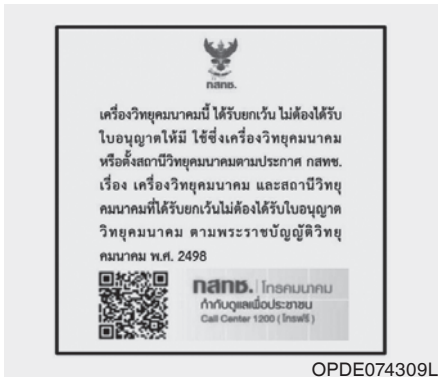 กสทช.
เครื่องวิทยุคมนาคมนี้ ได้รับยกเว้น ไม่ต้องได้รับ
ใบอนุญาตให้มี ใช้ซึ่งเครื่องวิทยุคมนาคม
หรือตั้งสถานีวิทยุคมนาคมตามประกาศ กสทช.
เรื่อง เครื่องวิทยุคมนาคม และสถานีวิทยุ
คมนาคมที่ได้รับยกเว้นไม่ต้องได้รับใบอนุญาต
วิทยุคมนาคม ตามพระราชบัญญัติวิทยุ
คมนาคม พ.ศ. 2498
กสทช. | โทรคมนาคม
กำกับดูแลเพื่อประชาชน
Call Center 1200 ( โทรฟรี )
OPDE074309L